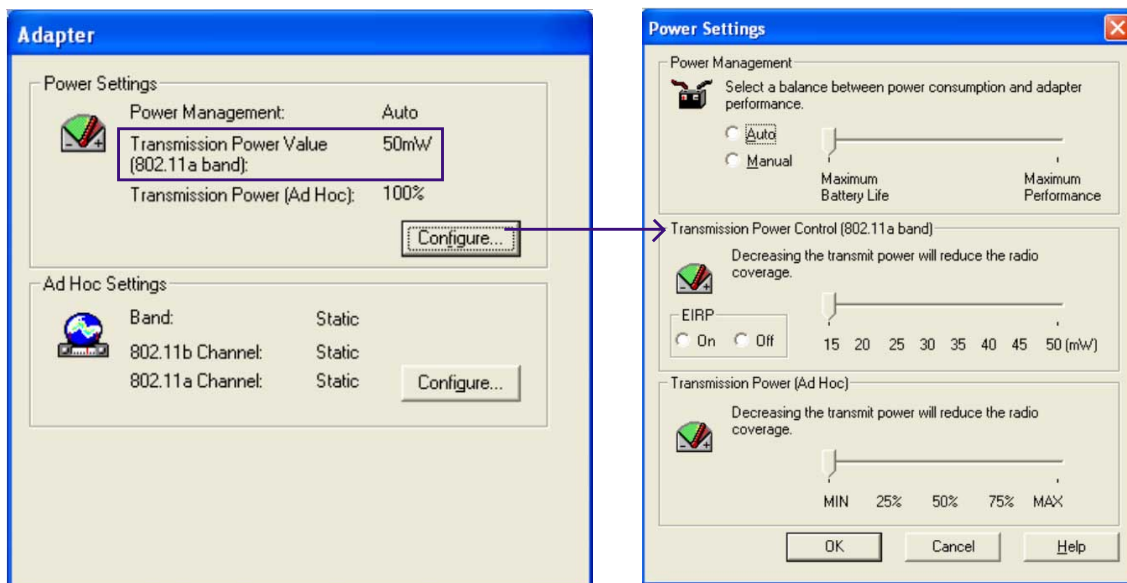 Adapter
Power Settings
Power Management: Auto
Transmission Power Value 50mW
(802.11a band):
Transmission Power (Ad Hoc): 100%
Configure...
Ad Hoc Settings
Band: Static
802.11b Channel: Static
802.11a Channel: Static Configure...
Power Settings
Power Management
Select a balance between power consumption and adapter
performance.
Auto
Manual
Maximum Maximum
Battery Life Performance
Transmission Power Control (802.11a band)
Decreasing the transmit power will reduce the radio
coverage.
EIRP
On Off 15 20 25 30 35 40 45 50 (mW)
Transmission Power (Ad Hoc)
Decreasing the transmit power will reduce the radio
coverage.
MIN 25% 50% 75% MAX
OK Cancel Help